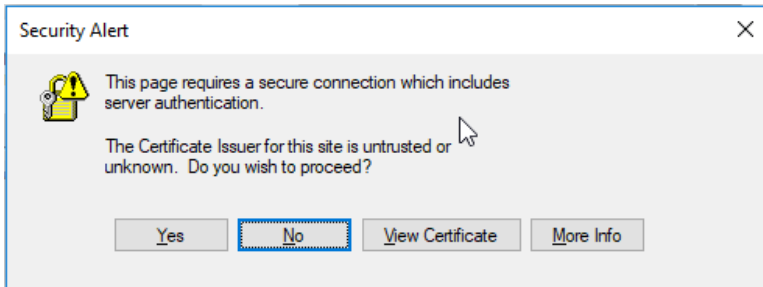 Security Alert
This page requires a secure connection which includes
server authentication.
The Certificate Issuer for this site is untrusted or
unknown.  Do you wish to proceed?
Yes No View Certificate More Info